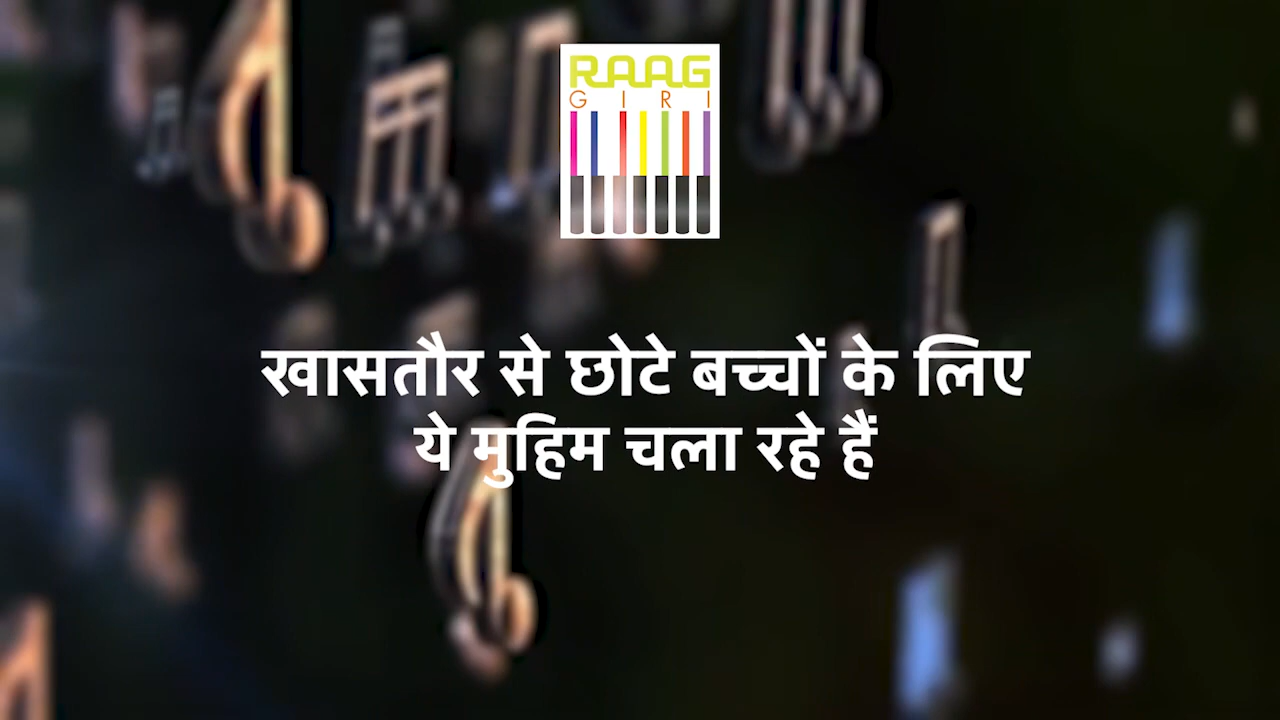 RAAG
GIRI
खासतौर से छोटे बच्चों के लिए
ये मुहिम चला रहे हैं